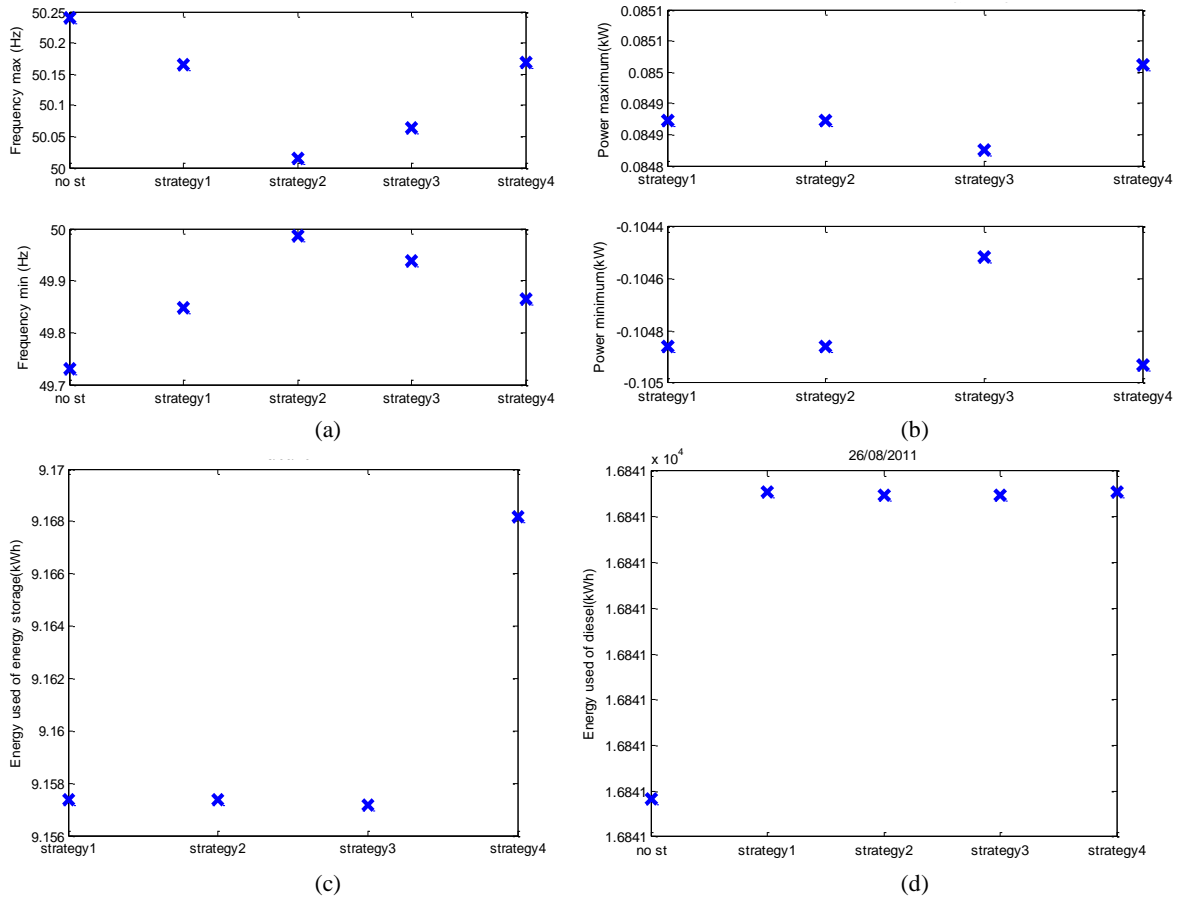 Frequency max (Hz)
50.25
50.2
50.15
50.1
50.05
50
no st strategy1 strategy2 strategy3 strategy4
Power maximum(kW)
0.0851
0.0851
0.085
0.0849
0.0849
0.0848
strategy1 strategy2 strategy3 strategy4
Frequency min (Hz)
50
49.9
49.8
49.7
no st strategy1 strategy2 strategy3 strategy4
Power minimum(kW)
-0.1044
-0.1046
-0.1048
-0.105
strategy1 strategy2 strategy3 strategy4
(a)
(b)
Energy used of energy storage(kWh)
9.17
9.168
9.166
9.164
9.162
9.16
9.158
9.156
strategy1 strategy2 strategy3 strategy4
(c)
26/08/2011
x 10^4
Energy used of diesel(kWh)
1.6841
1.6841
1.6841
1.6841
1.6841
1.6841
1.6841
1.6841
1.6841
no st strategy1 strategy2 strategy3 strategy4
(d)